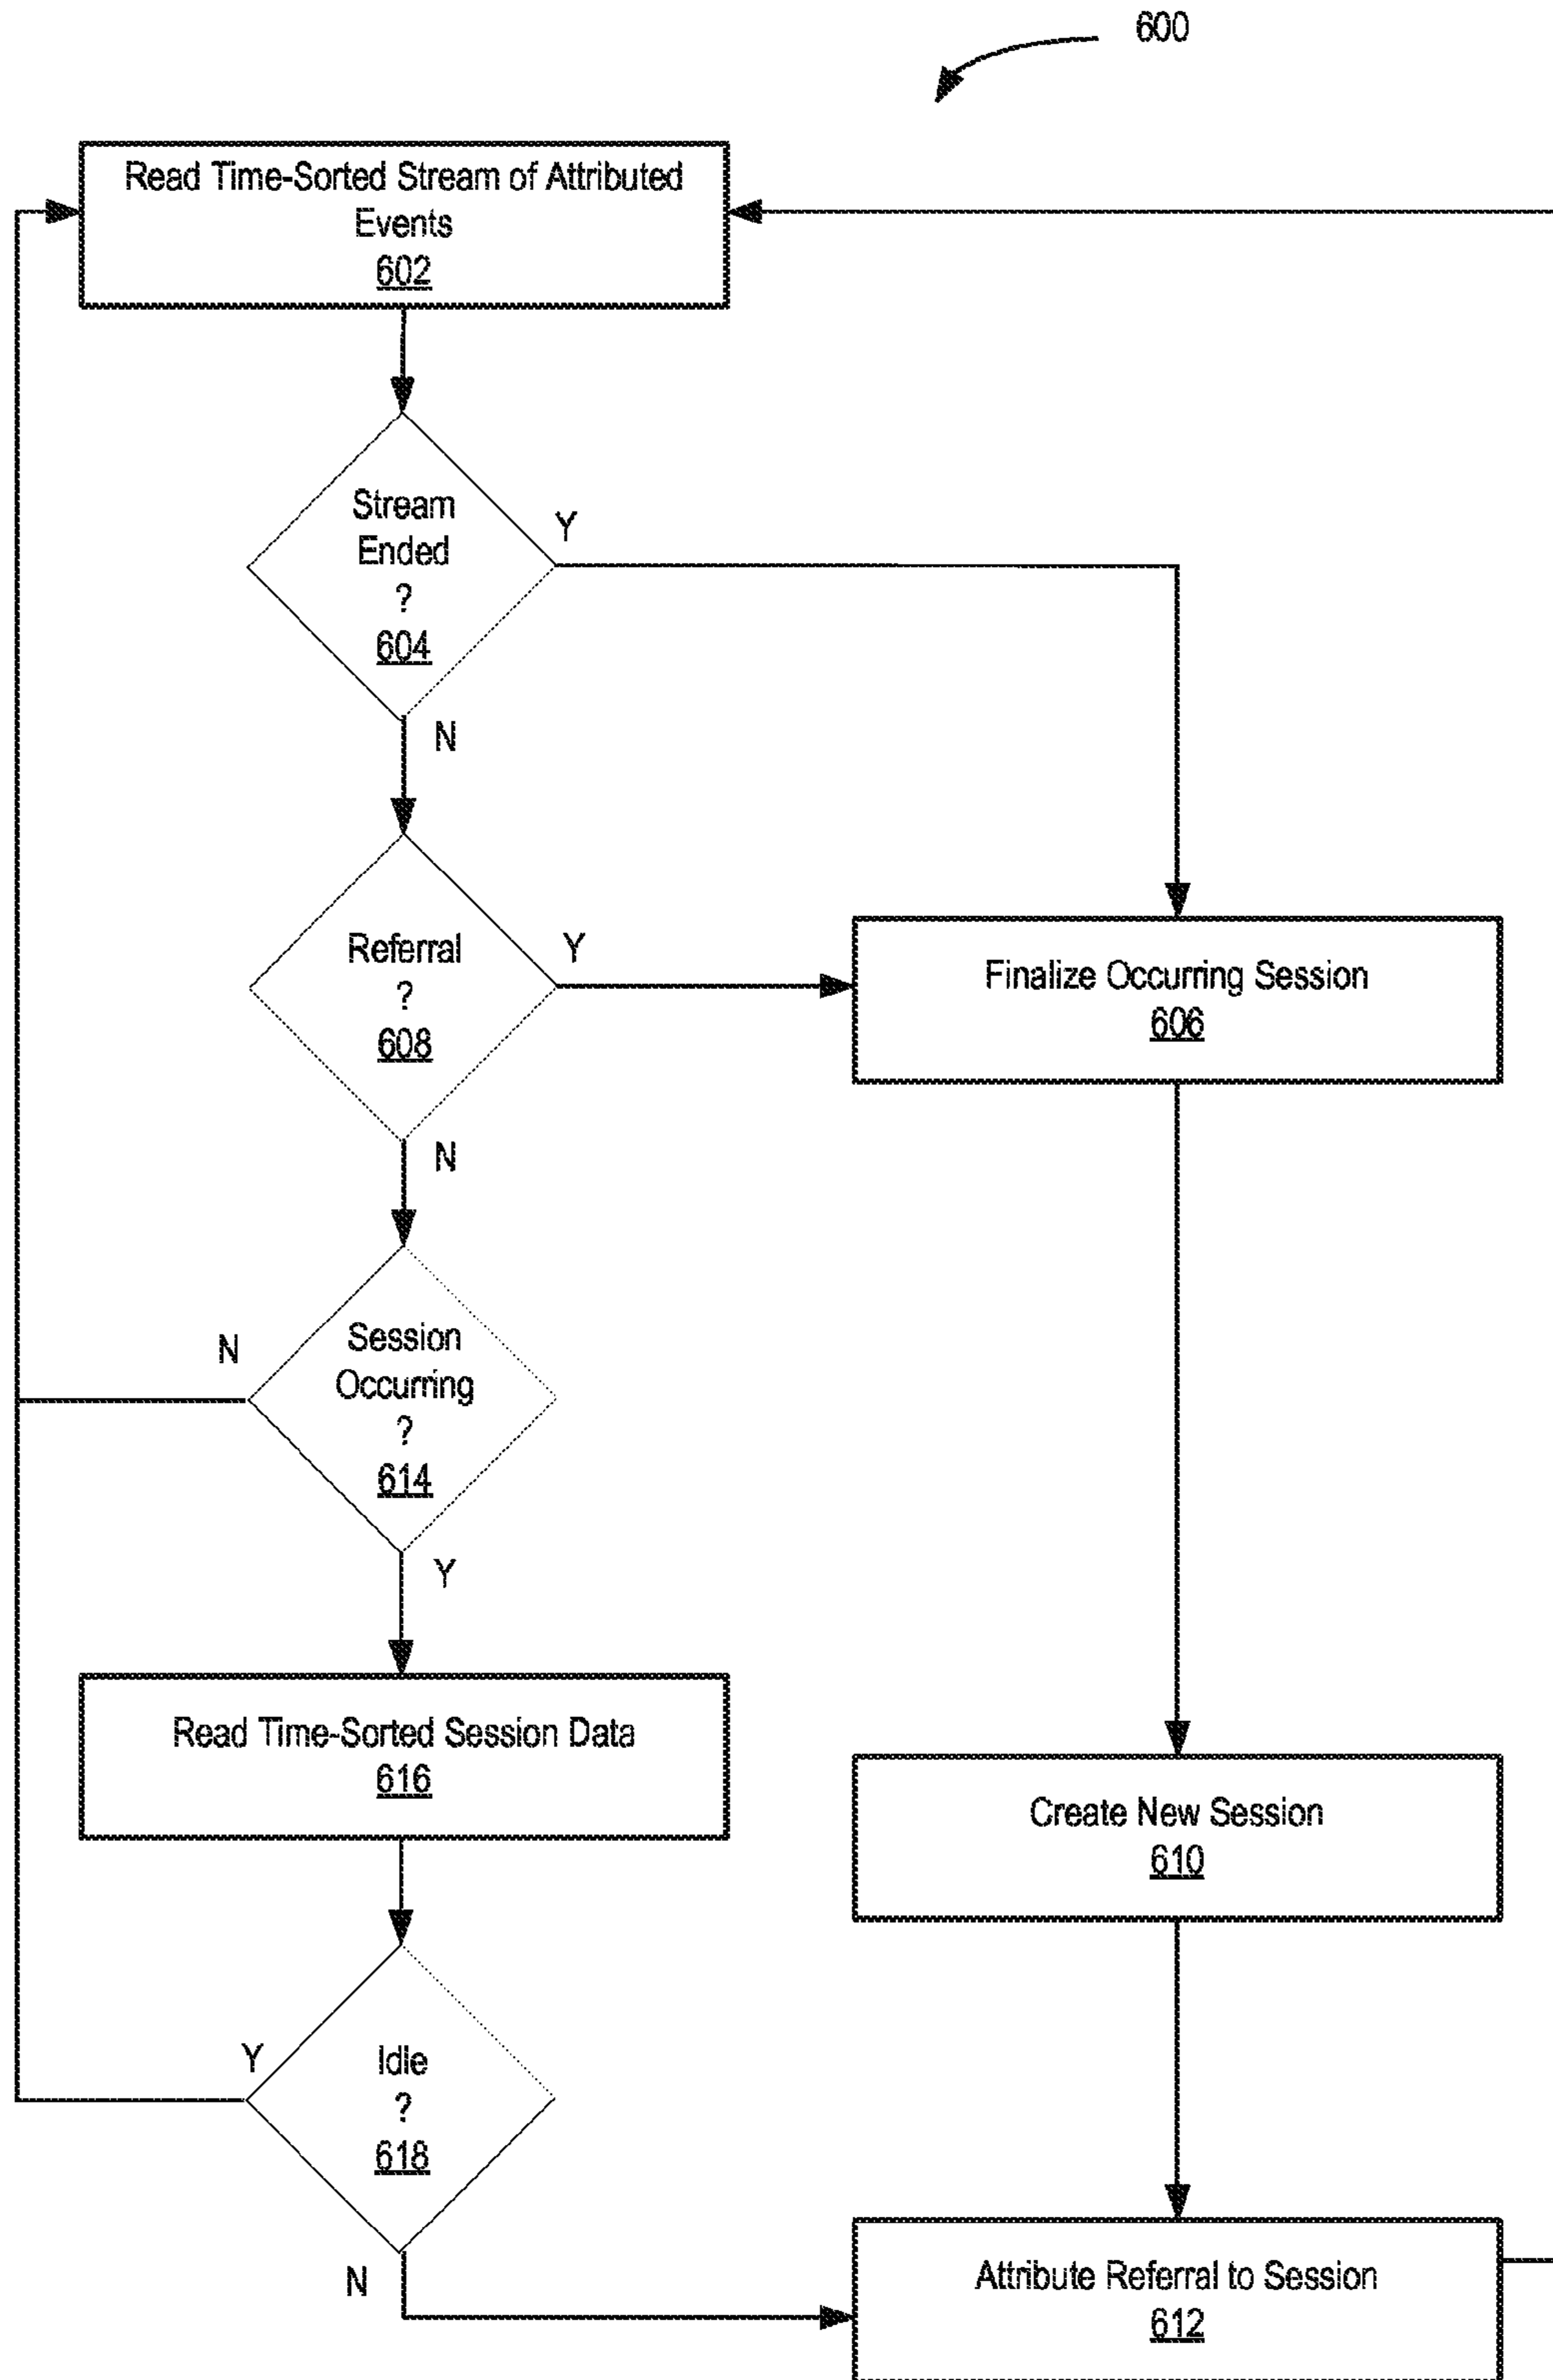 600
Read Time-Sorted Stream of Attributed
Events
602
Stream
Ended
?
604
Y
N
Referral
?
608
Y
N
Finalize Occurring Session
606
Session
Occurring
?
614
N
Y
Read Time-Sorted Session Data
616
Create New Session
610
Idle
?
618
Y
N
Attribute Referral to Session
612